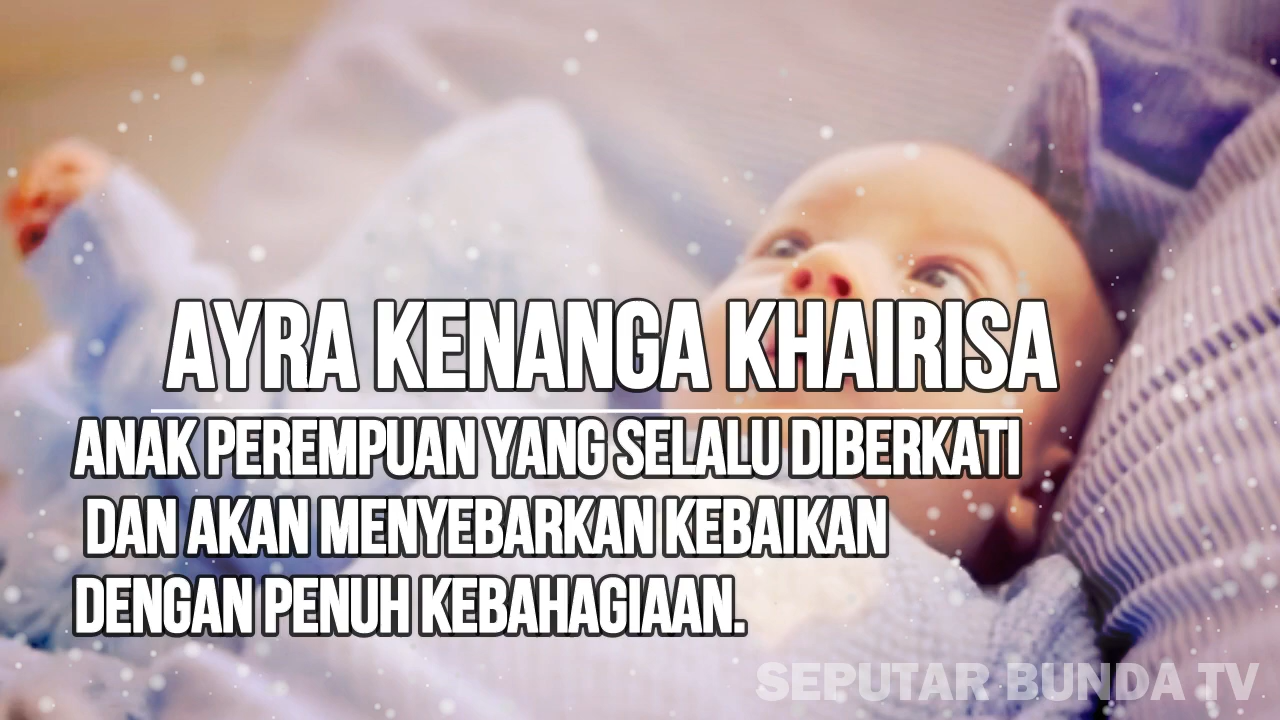 AYRA KENANGA KHAIRISA
ANAK PEREMPUAN YANG SELALU DIBERKATI
DAN AKAN MENYEBARKAN KEBAIKAN
DENGAN PENUH KEBAHAGIAAN.
SEPUTAR BUNDA TV